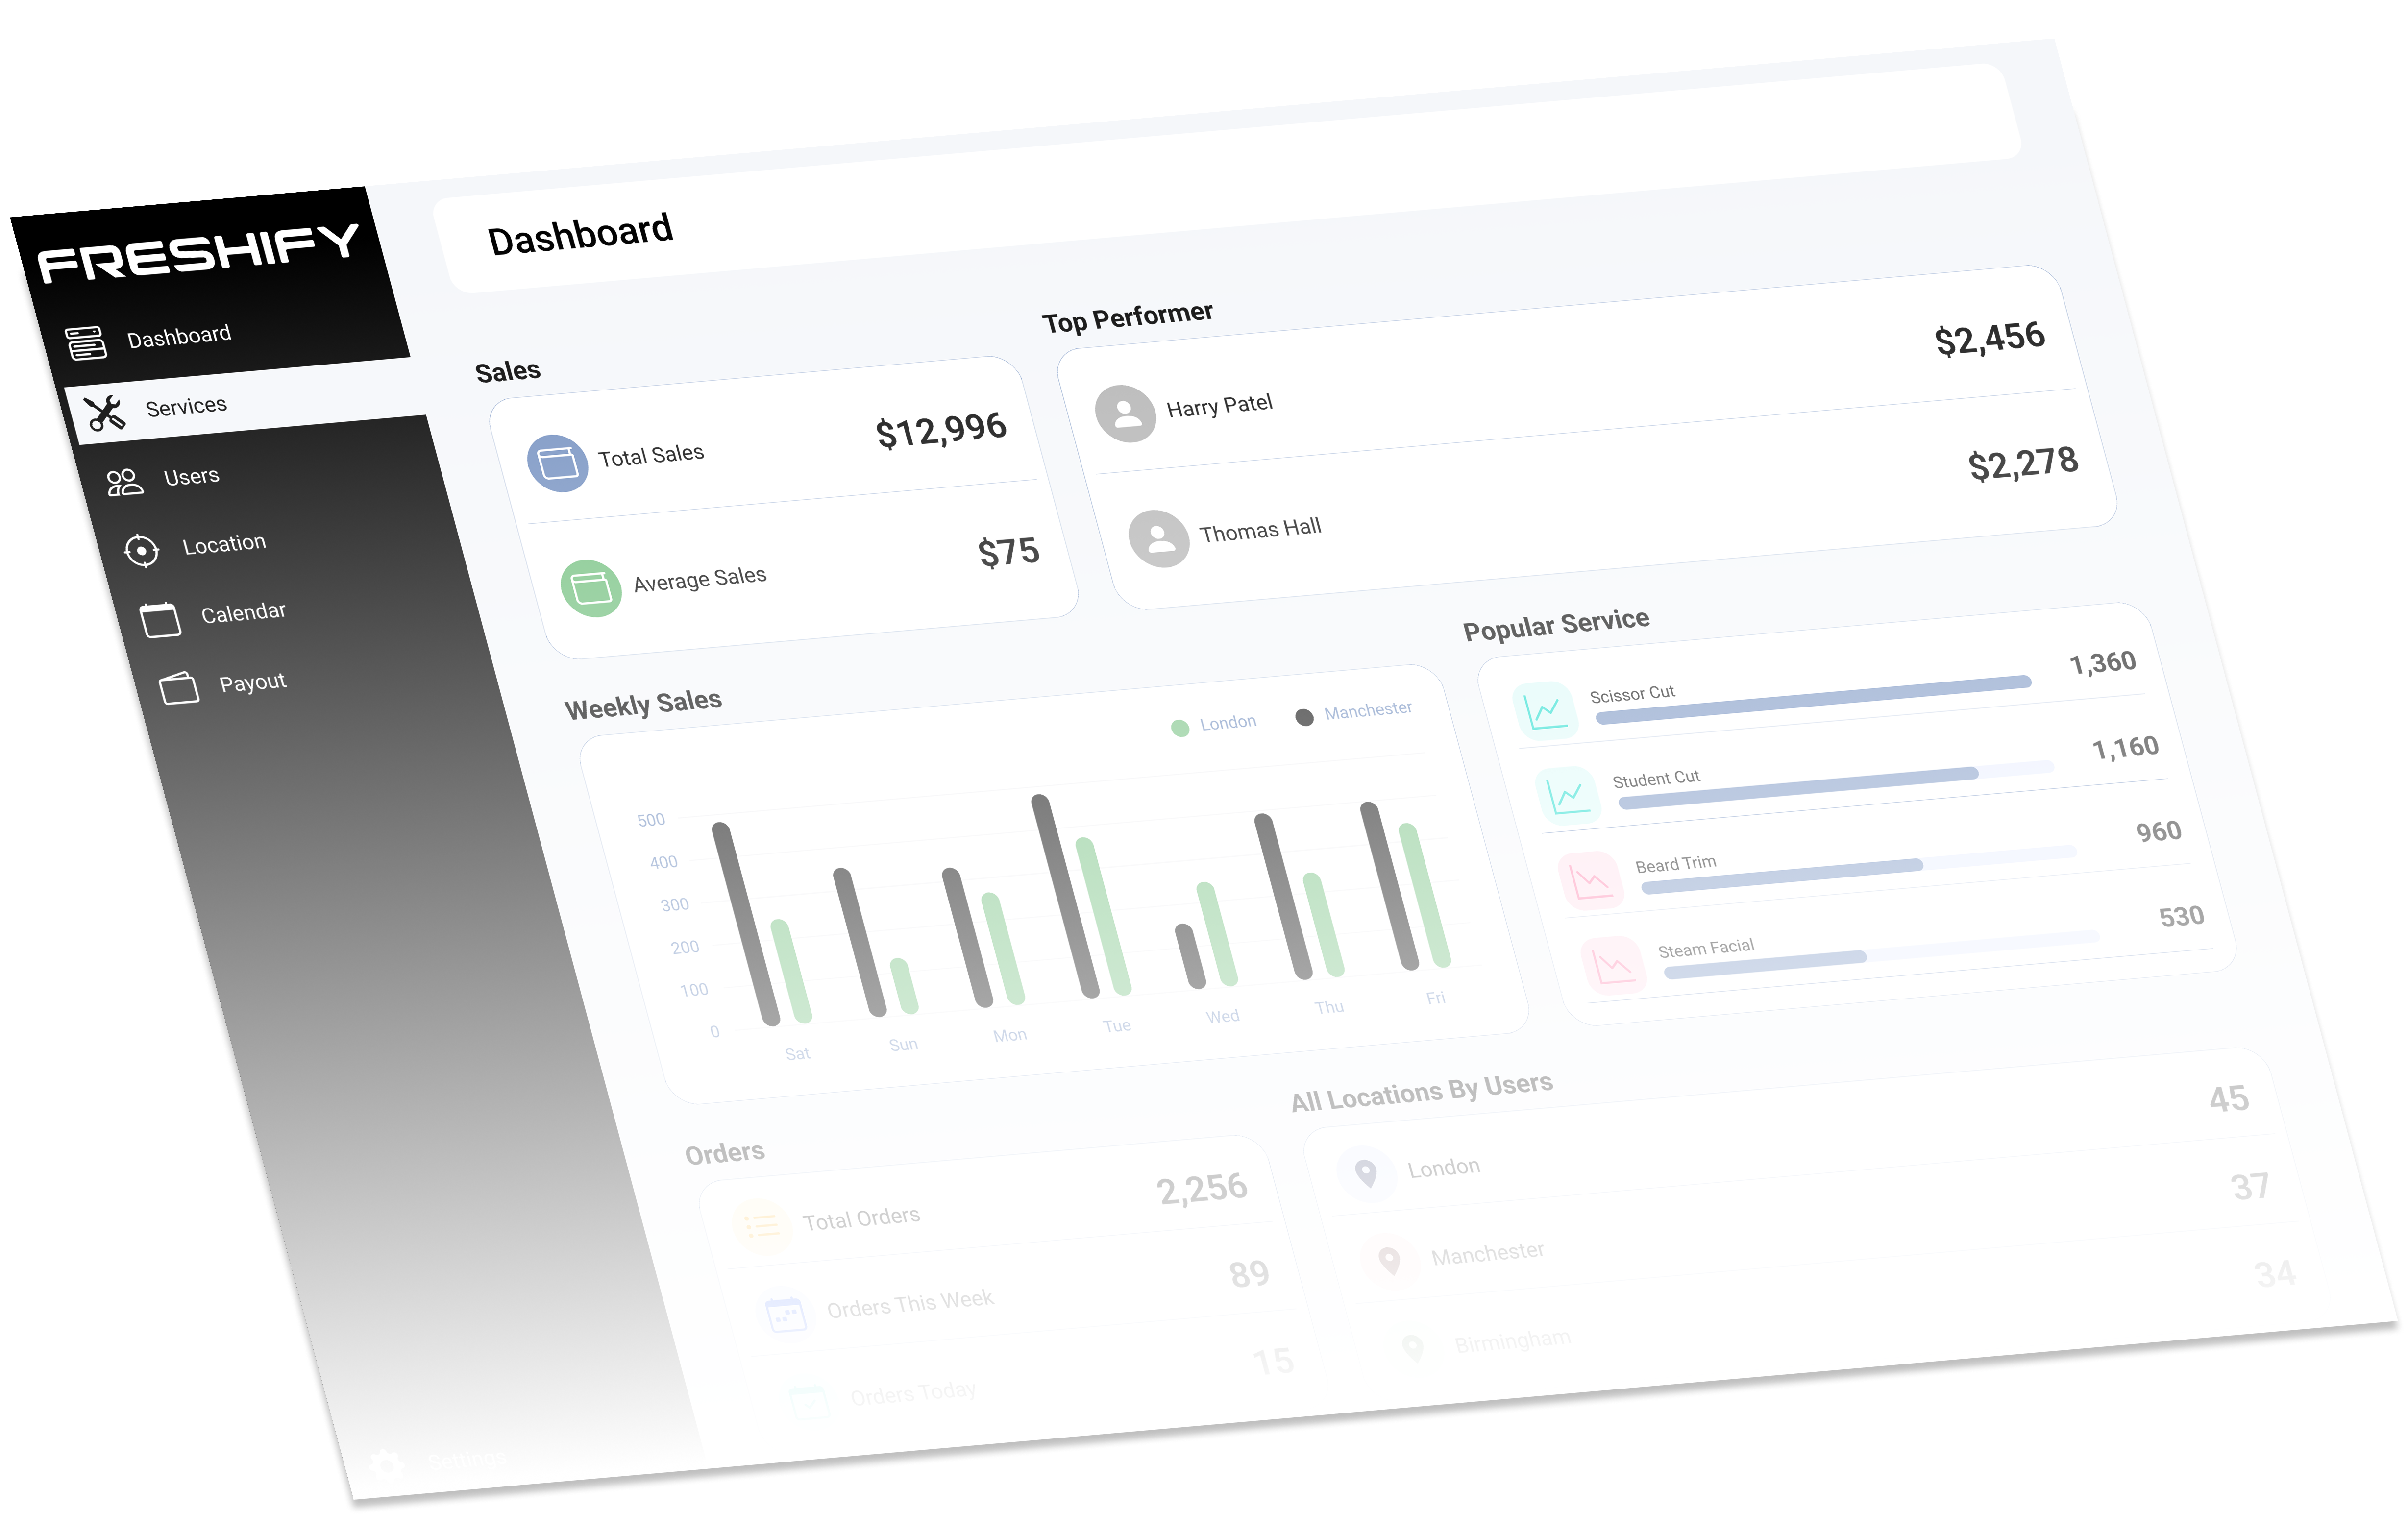 FRESHIFY
Dashboard
Services
Users
Location
Calendar
Payout
Settings
Dashboard
Sales
Total Sales
$12,996
Average Sales
$75
Top Performer
Harry Patel
$2,456
Thomas Hall
$2,278
Weekly Sales
London
Manchester
500
400
300
200
100
0
Sat
Sun
Mon
Tue
Wed
Thu
Fri
Popular Service
Scissor Cut
1,360
Student Cut
1,160
Beard Trim
960
Steam Facial
530
Orders
Total Orders
2,256
Orders This Week
89
Orders Today
15
All Locations By Users
London
45
Manchester
37
Birmingham
34